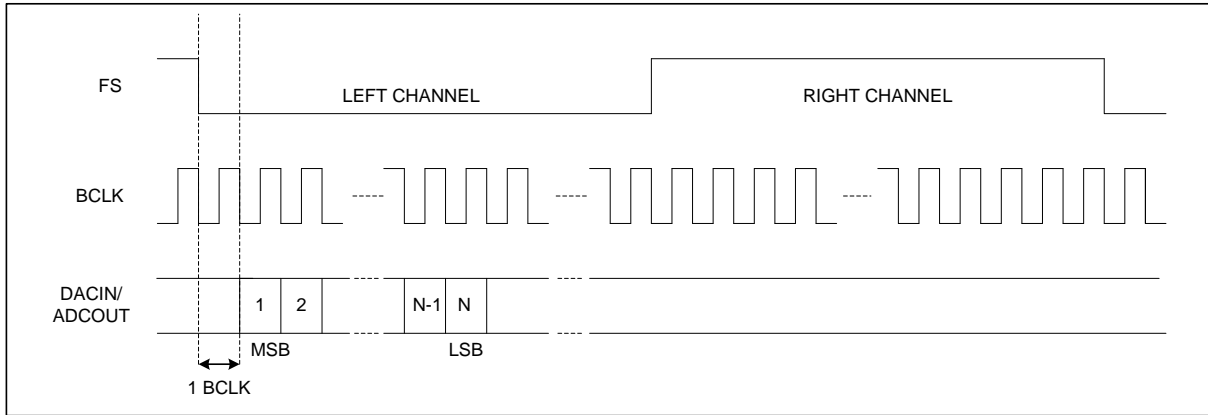 FS
LEFT CHANNEL
RIGHT CHANNEL
BCLK
DACIN/
ADCOUT
1
2
N-1
N
MSB
LSB
1 BCLK